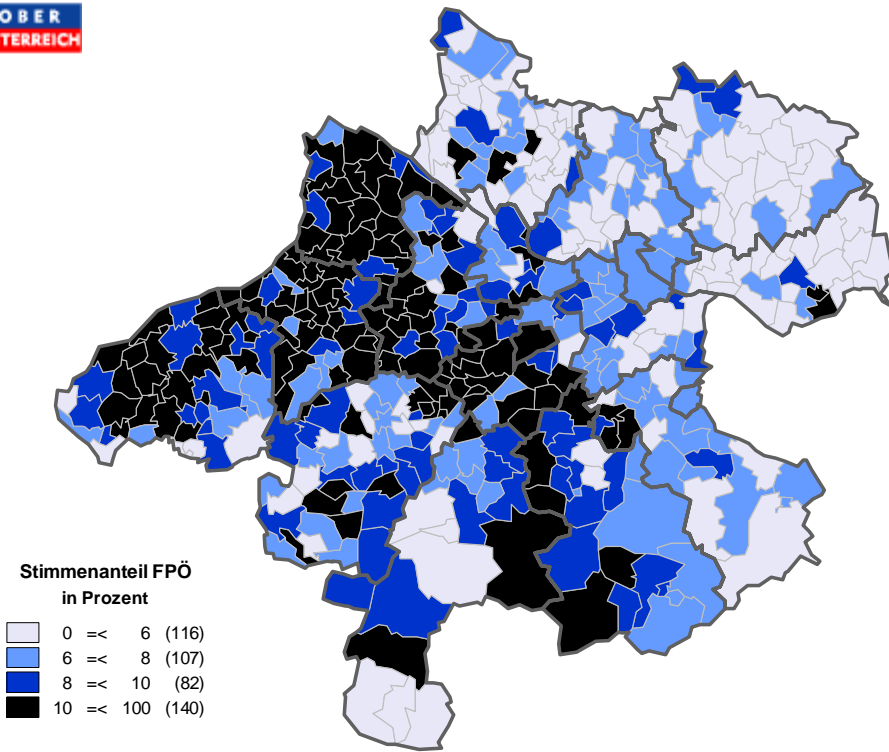 OBER
TERREICH
Stimmenanteil FPÖ
in Prozent
0 =< 6 (116)
6 =< 8 (107)
8 =< 10 (82)
10 =< 100 (140)